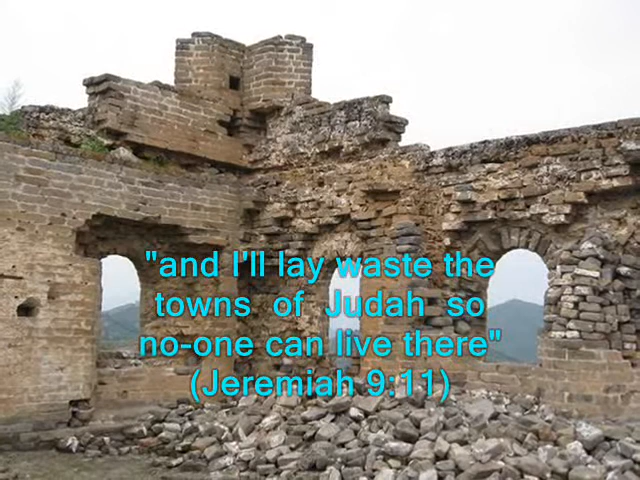 "and I'll lay waste the
towns of Judah so
no-one can live there"
(Jeremiah 9:11)